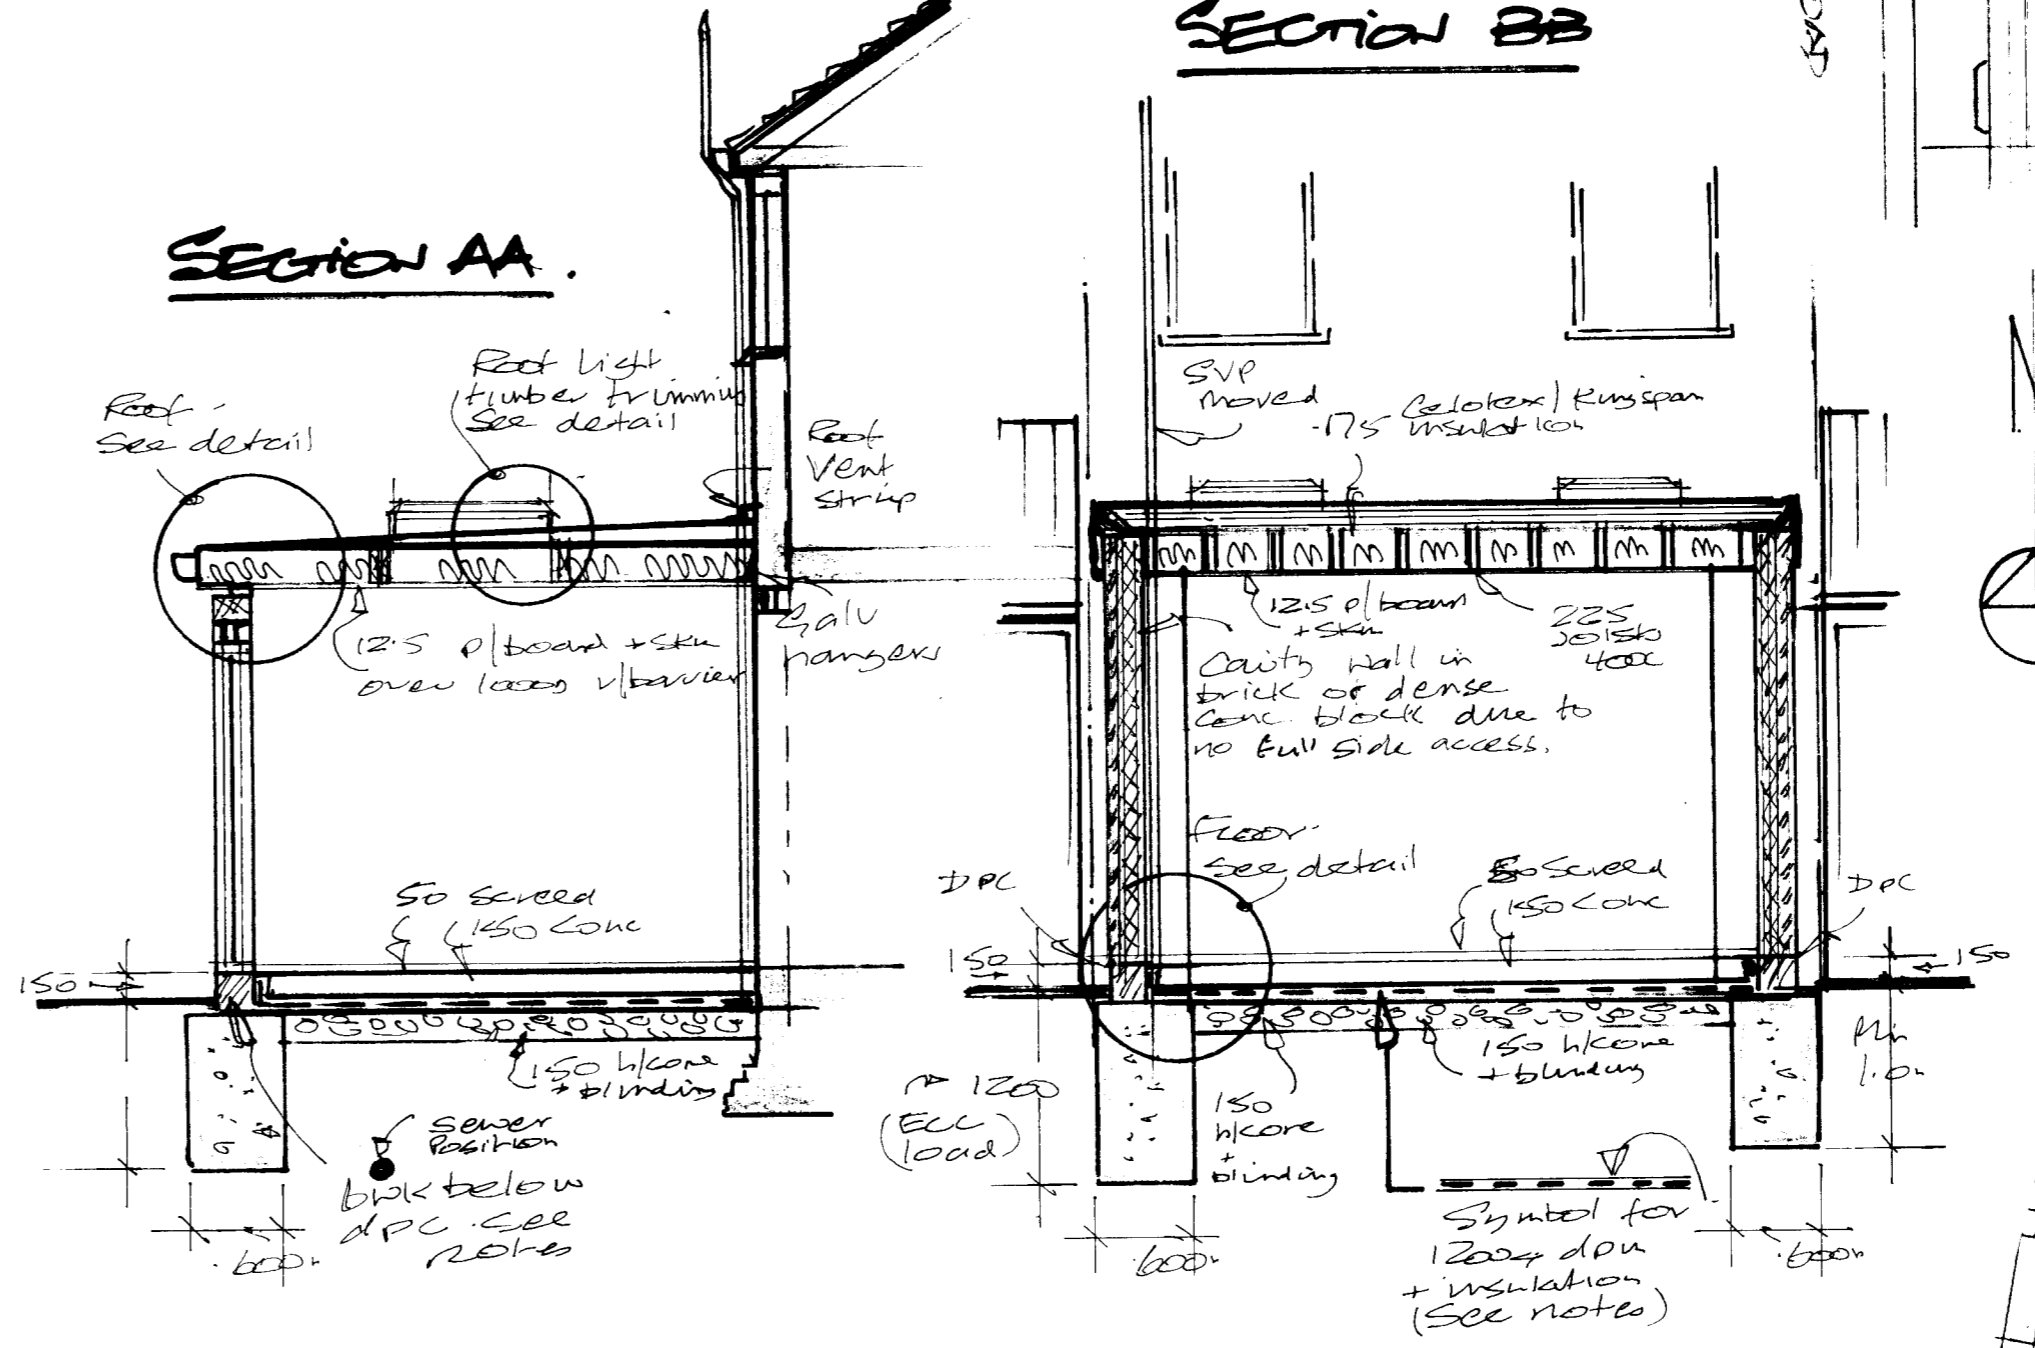 SECTION BB
SECTION AA.
Roof Light
timber trimming
See detail
Roof -
See detail
Roof
Vent
strip
SVP
moved
175 Celotex/Kingspan
insulation
12.5 p/board + skim
over 1000g v/barrier
Galv
hangers
12.5 p/board
+ skim
225
joists
400c
Cavity wall in
brick or dense
conc. block due to
no full side access.
Floor-
See detail
50 Screed
150 Conc
50 Screed
150 Conc
DPC
DPC
150
150
150
150 h/core
+ blinding
Sewer
Position
bwk below
dpc. See
notes
1200
(ECC
load)
150
h/core
+
blinding
150 h/core
+ blinding
Min
1.0m
Symbol for
1200g dpm
+ insulation
(See notes)
600
600
600